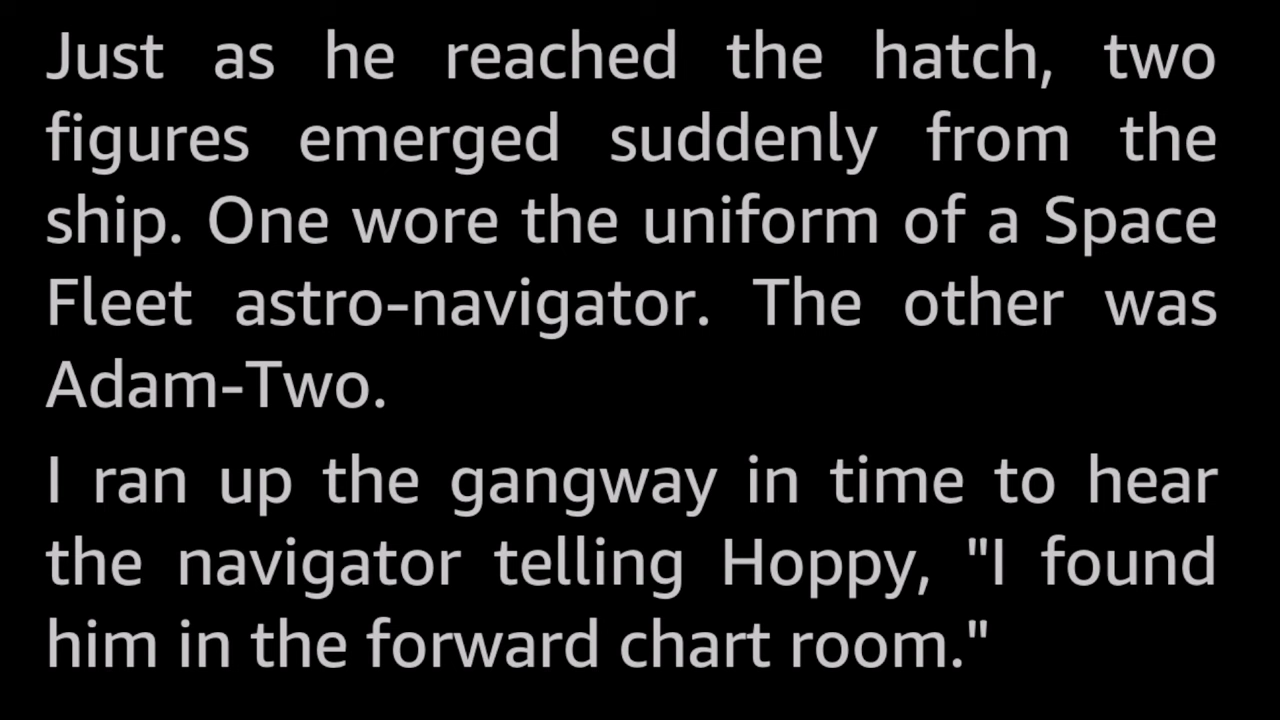 Just as he reached the hatch, two
figures emerged suddenly from the
ship. One wore the uniform of a Space
Fleet astro-navigator. The other was
Adam-Two.
I ran up the gangway in time to hear
the navigator telling Hoppy, "I found
him in the forward chart room."